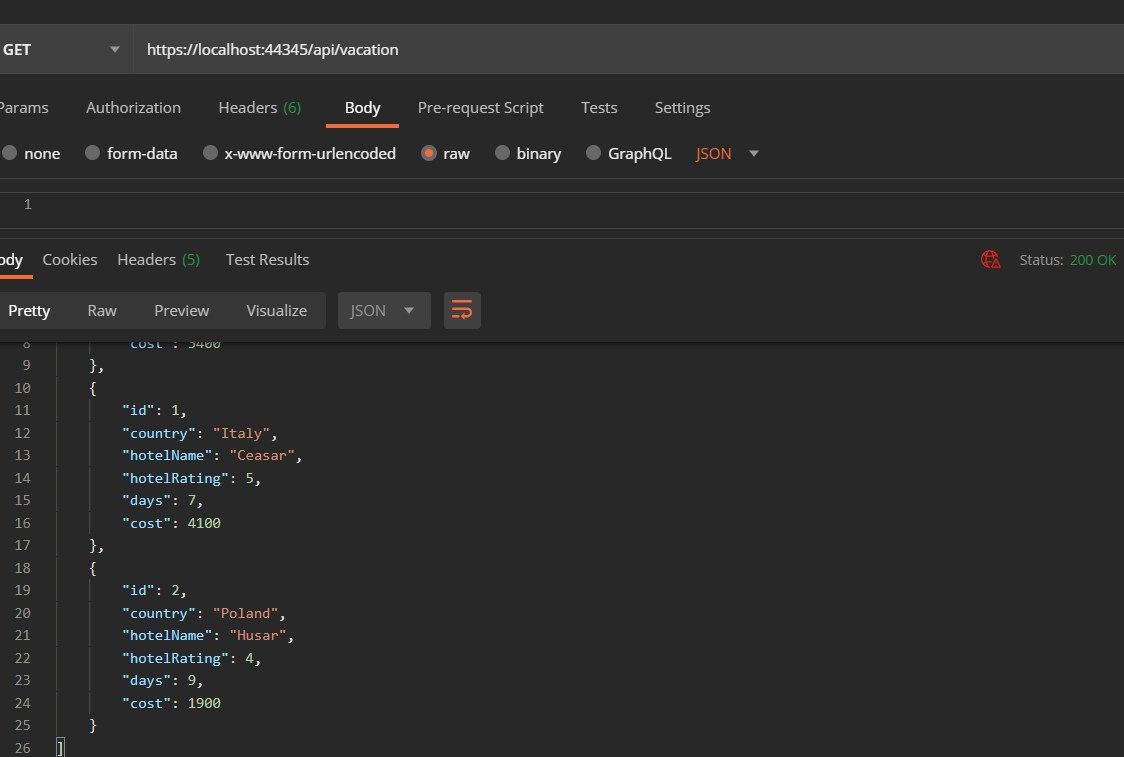 GET https://localhost:44345/api/vacation
Params Authorization Headers (6) Body Pre-request Script Tests Settings
none form-data x-www-form-urlencoded raw binary GraphQL JSON
1
ody Cookies Headers (5) Test Results Status: 200 OK
Pretty Raw Preview Visualize JSON
8 "cost": 5400
9 },
10 {
11 "id": 1,
12 "country": "Italy",
13 "hotelName": "Ceasar",
14 "hotelRating": 5,
15 "days": 7,
16 "cost": 4100
17 },
18 {
19 "id": 2,
20 "country": "Poland",
21 "hotelName": "Husar",
22 "hotelRating": 4,
23 "days": 9,
24 "cost": 1900
25 }
26 ]